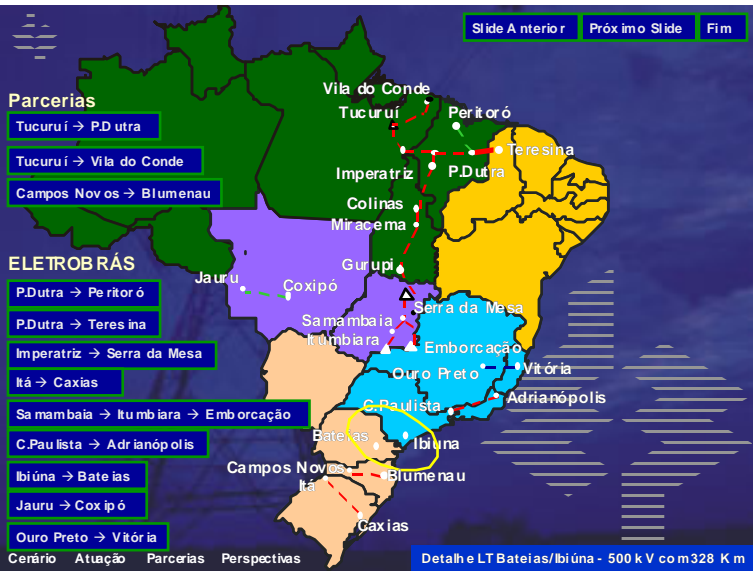 Slide Anterior
Próximo Slide
Fim
Parcerias
Tucuruí → P.Dutra
Tucuruí → Vila do Conde
Campos Novos → Blumenau
ELETROBRÁS
P.Dutra → Peritoró
P.Dutra → Teresina
Imperatriz → Serra da Mesa
Itá → Caxias
Samambaia → Itumbiara → Emborcação
C.Paulista → Adrianópolis
Ibiúna → Bateias
Jauru → Coxipó
Ouro Preto → Vitória
Vila do Conde
Tucuruí
Peritoró
Teresina
Imperatriz
P.Dutra
Colinas
Miracema
Gurupi
Jauru
Coxipó
Serra da Mesa
Samambaia
Itumbiara
Emborcação
Ouro Preto
Vitória
C.Paulista
Adrianópolis
Bateias
Ibiúna
Campos Novos
Itá
Blumenau
Caxias
Cenário
Atuação
Parcerias
Perspectivas
Detalhe LT Bateias/Ibiúna - 500 kV com 328 Km